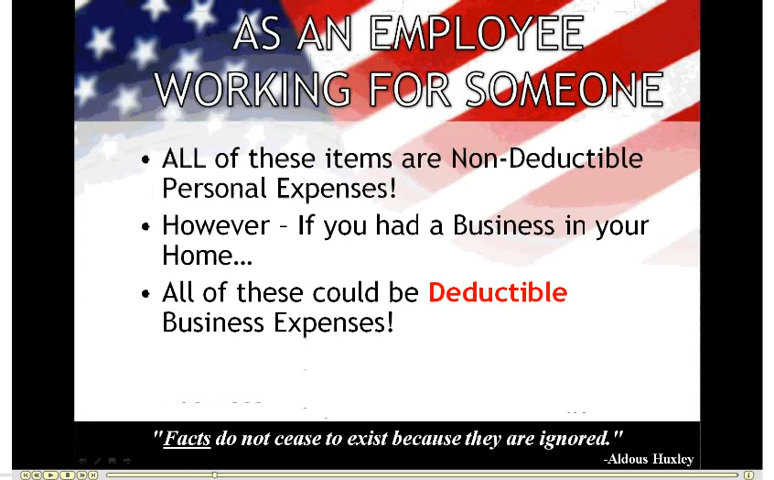 AS AN EMPLOYEE
WORKING FOR SOMEONE
• ALL of these items are Non-Deductible
Personal Expenses!
• However – If you had a Business in your
Home…
• All of these could be Deductible
Business Expenses!
"Facts do not cease to exist because they are ignored."
-Aldous Huxley